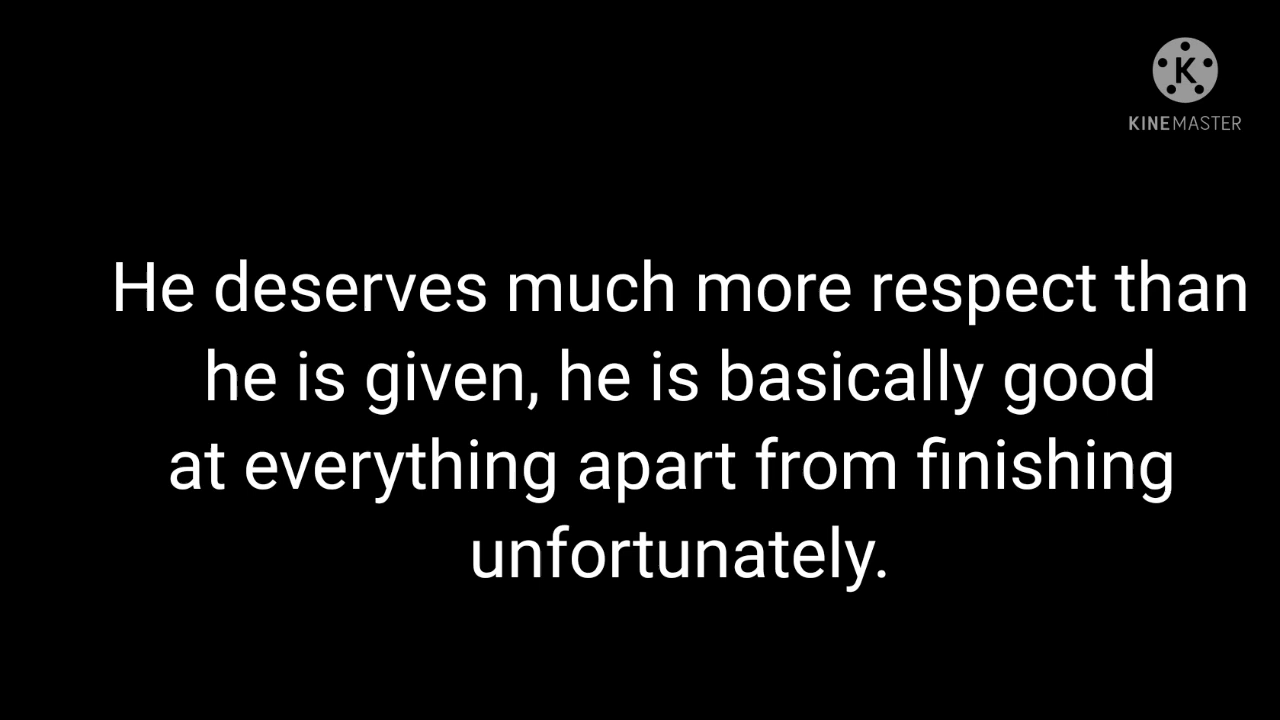 K
KINEMASTER
He deserves much more respect than
he is given, he is basically good
at everything apart from finishing
unfortunately.